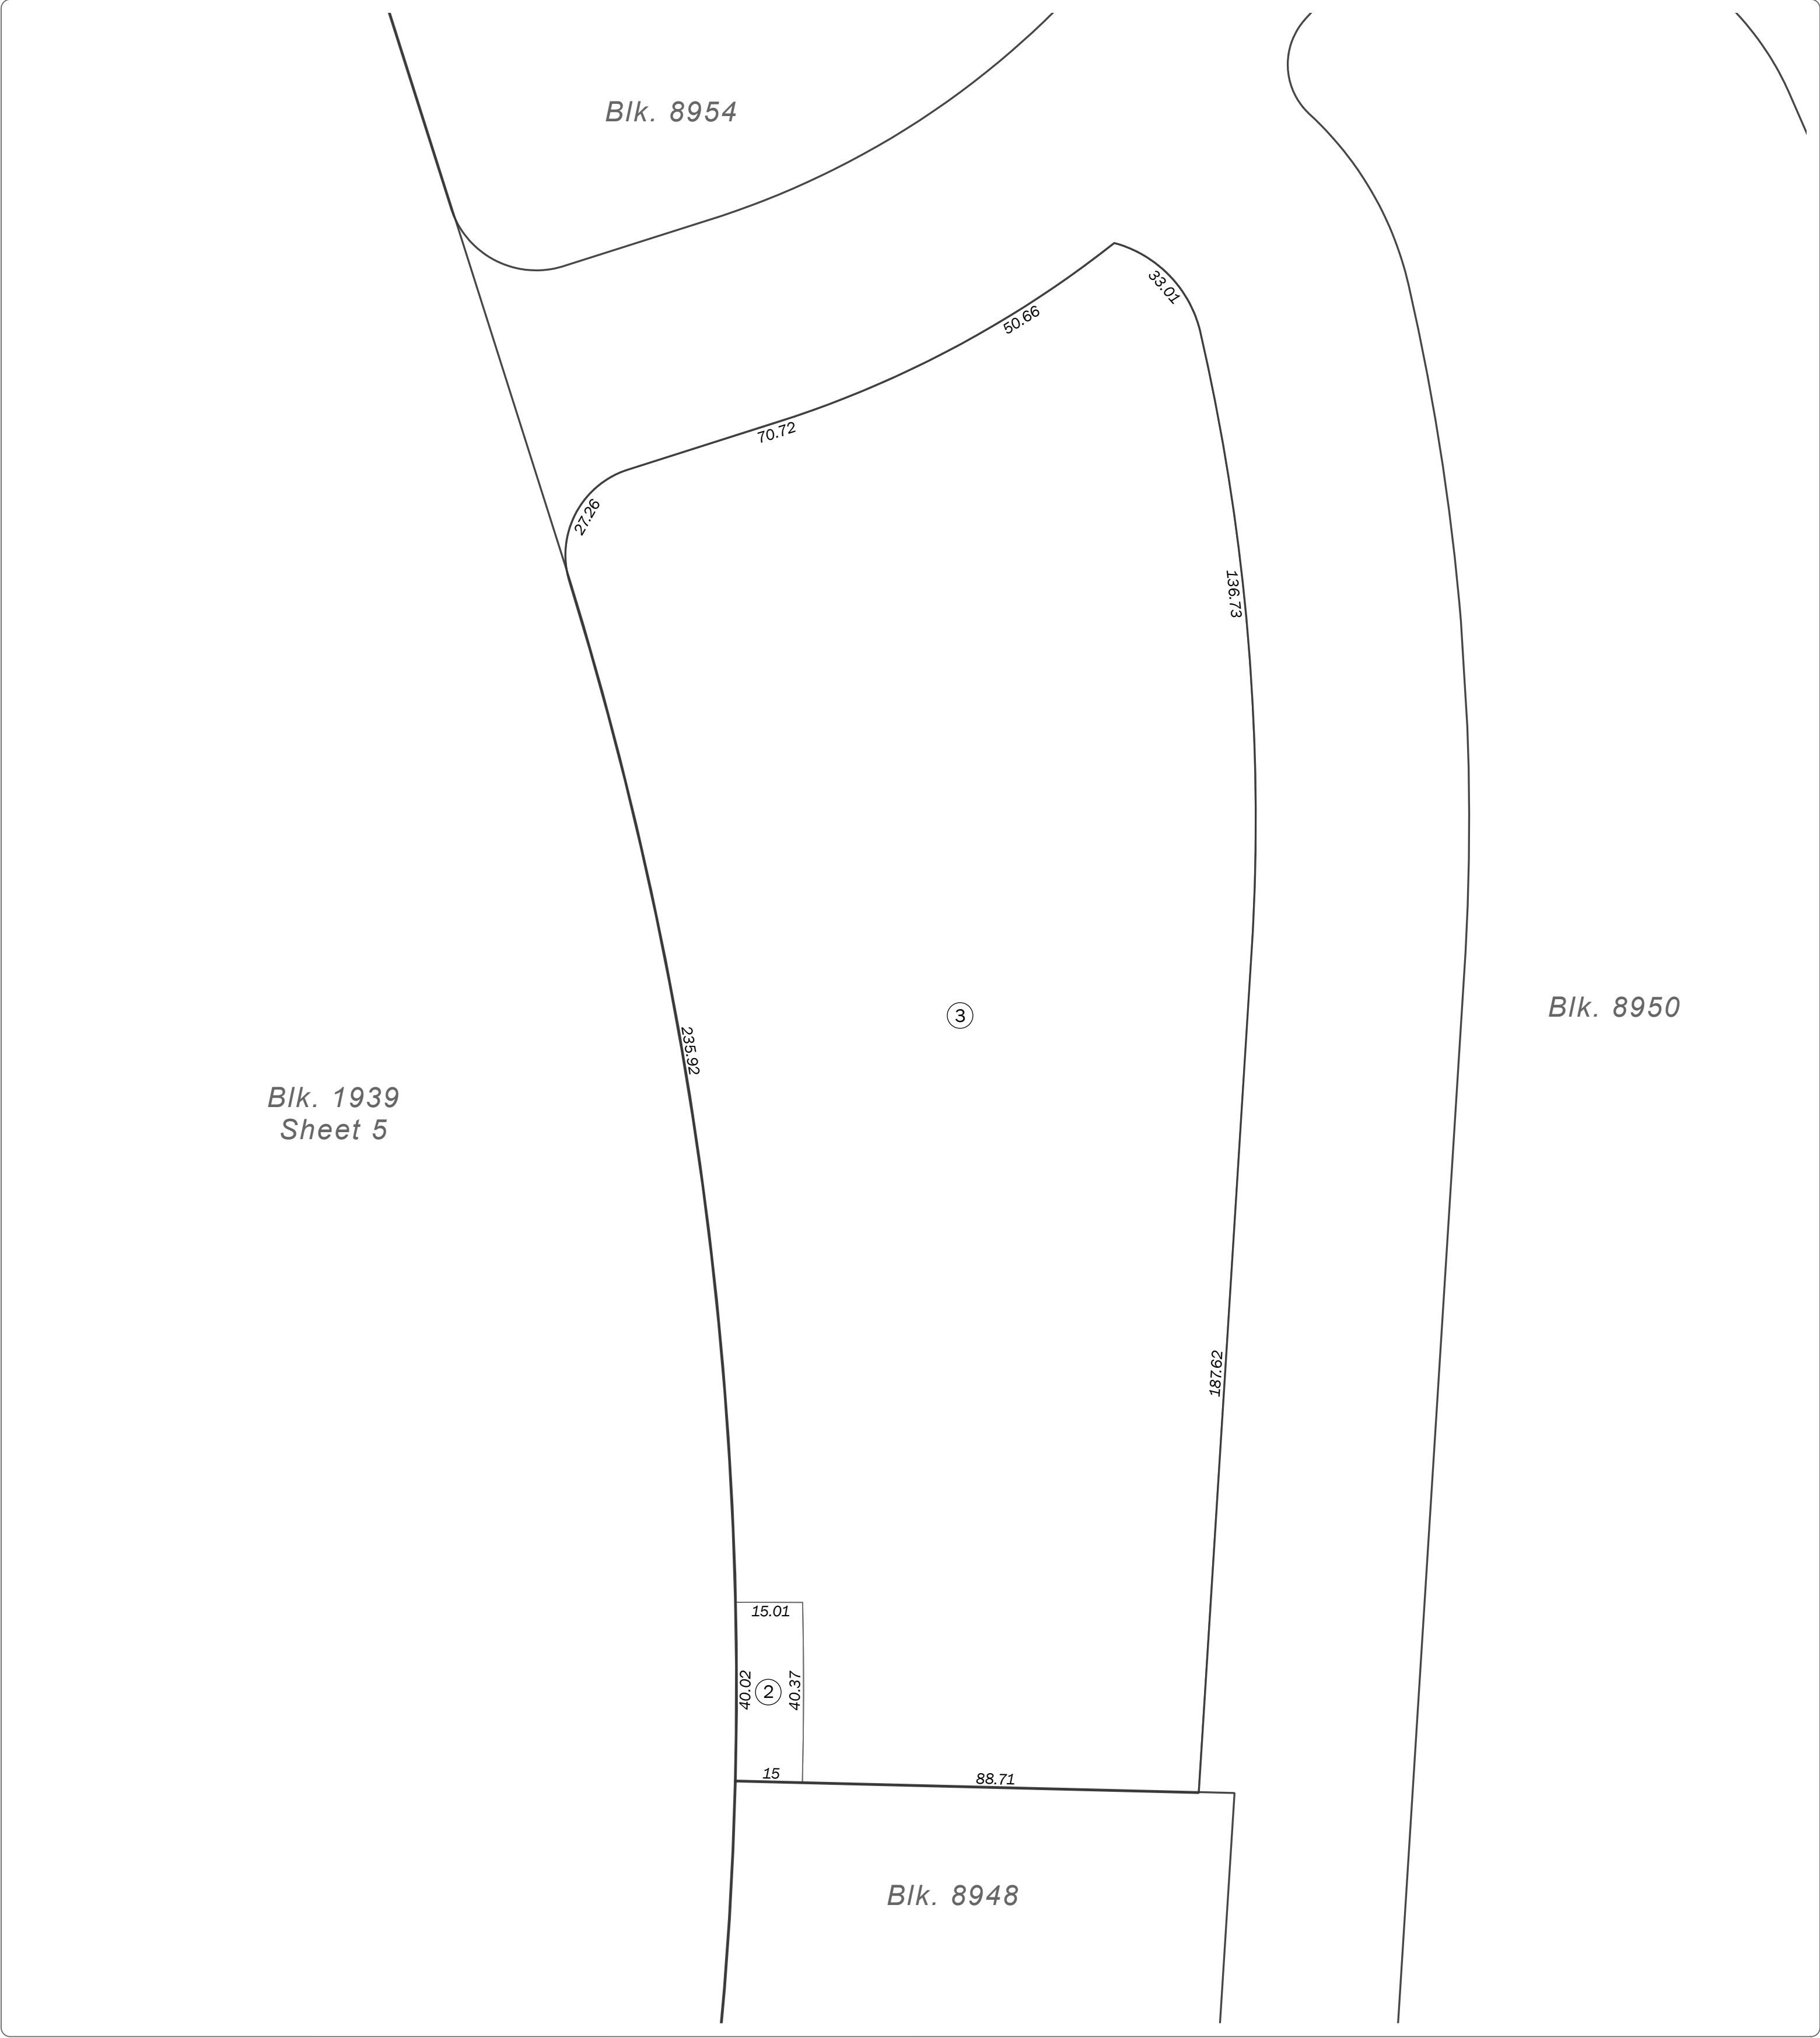 Blk. 8954
33.01
50.66
70.72
27.26
136.73
3
Blk. 8950
235.92
Blk. 1939
Sheet 5
187.62
15.01
40.02
2
40.37
15
88.71
Blk. 8948